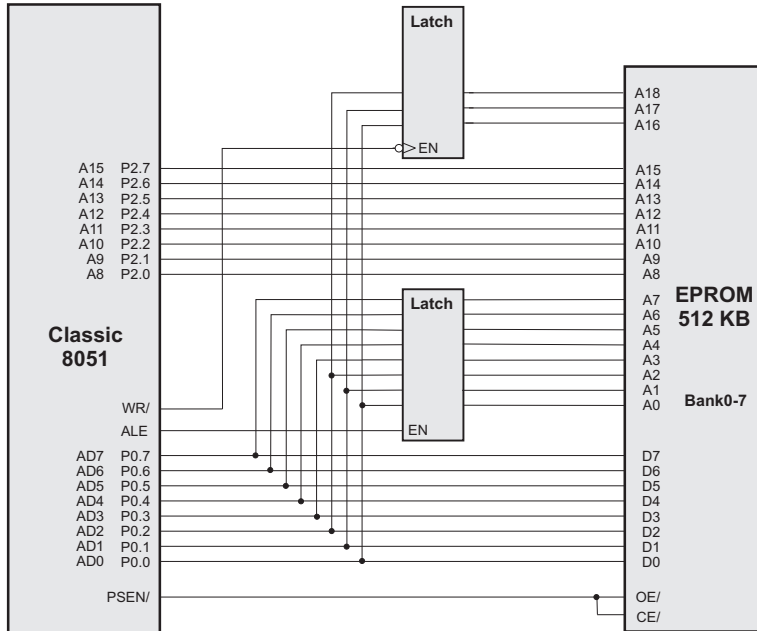 Latch
A18
A17
A16
EN
A15 P2.7
A14 P2.6
A13 P2.5
A12 P2.4
A11 P2.3
A10 P2.2
A9 P2.1
A8 P2.0
A15
A14
A13
A12
A11
A10
A9
A8
Classic
8051
Latch
A7
A6
A5
A4
A3
A2
A1
A0
EPROM
512 KB
Bank0-7
WR/
ALE
EN
AD7 P0.7
AD6 P0.6
AD5 P0.5
AD4 P0.4
AD3 P0.3
AD2 P0.2
AD1 P0.1
AD0 P0.0
D7
D6
D5
D4
D3
D2
D1
D0
PSEN/
OE/
CE/